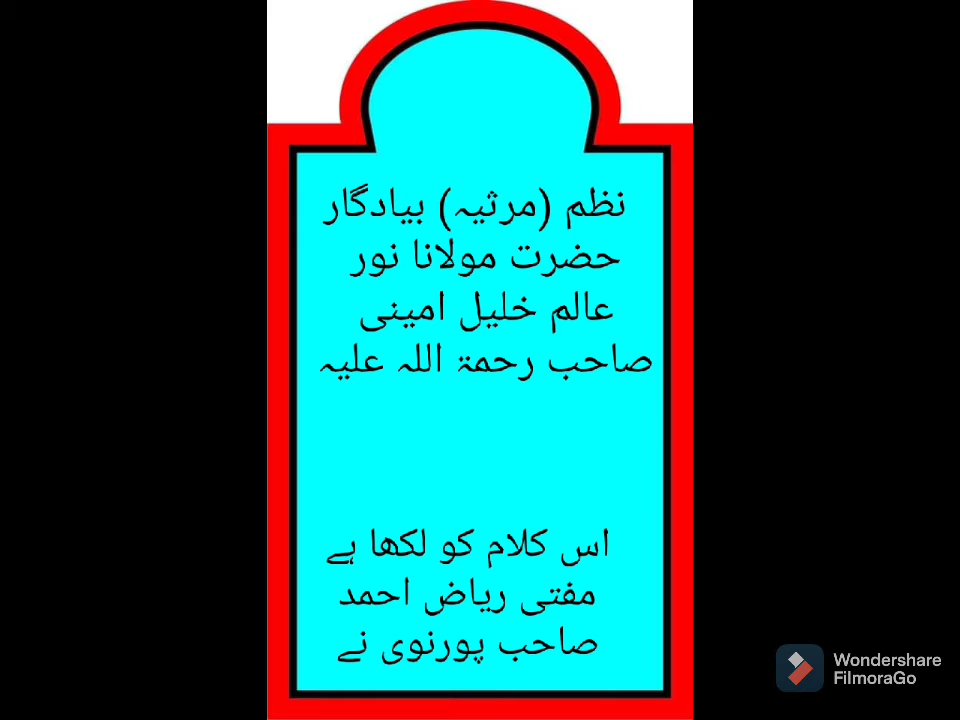 نظم (مرثیہ) بیادگار
حضرت مولانا نور
عالم خلیل امینی
صاحب رحمۃ اللہ علیہ
اس کلام کو لکھا ہے
مفتی ریاض احمد
صاحب پورنوی نے
Wondershare
FilmoraGo